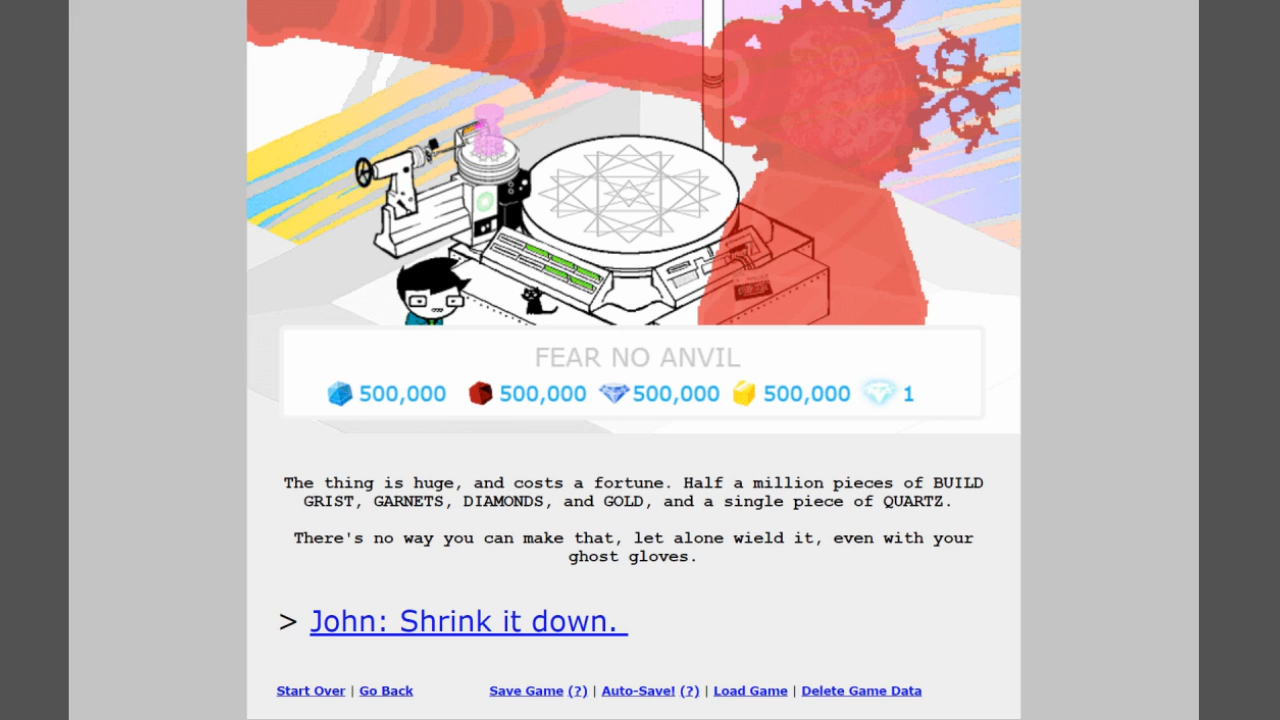 FEAR NO ANVIL
500,000 500,000 500,000 500,000 1
The thing is huge, and costs a fortune. Half a million pieces of BUILD
GRIST, GARNETS, DIAMONDS, and GOLD, and a single piece of QUARTZ.
There's no way you can make that, let alone wield it, even with your
ghost gloves.
> John: Shrink it down.
Start Over | Go Back Save Game (?) | Auto-Save! (?) | Load Game | Delete Game Data